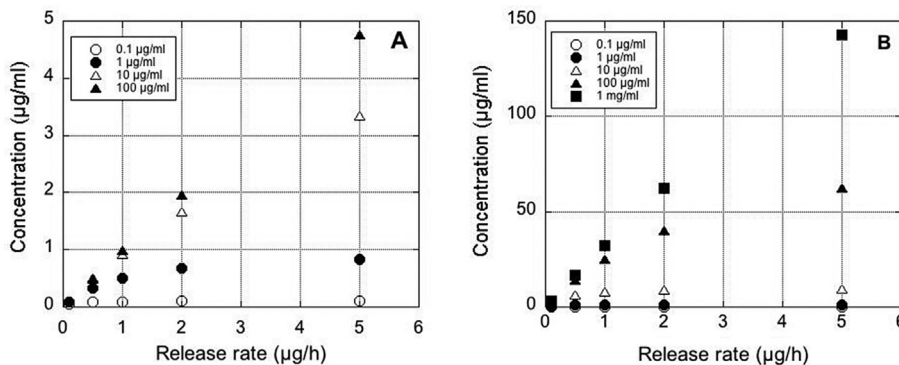 A
0.1 µg/ml
1 µg/ml
10 µg/ml
100 µg/ml
Concentration (µg/ml)
5
4
3
2
1
0
0 1 2 3 4 5 6
Release rate (µg/h)
B
0.1 µg/ml
1 µg/ml
10 µg/ml
100 µg/ml
1 mg/ml
Concentration (µg/ml)
150
100
50
0
0 1 2 3 4 5 6
Release rate (µg/h)